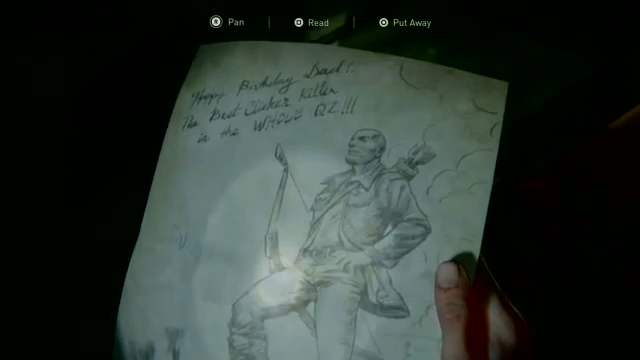 R Pan | Read | Put Away
Happy Birthday Dad!!
The Best Clicker Killer
in the WHOLE QZ!!!